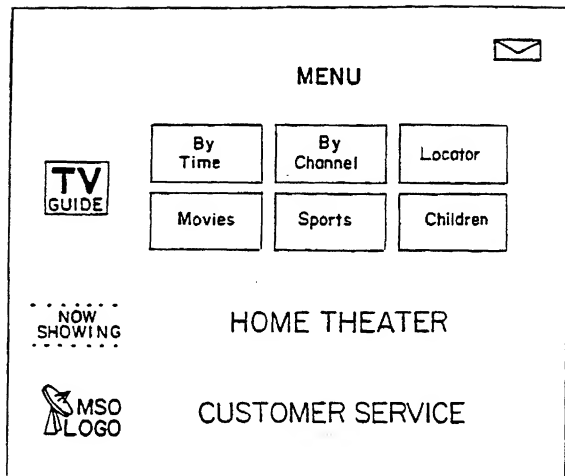 MENU
By
Time
By
Channel
Locator
TV
GUIDE
Movies
Sports
Children
NOW
SHOWING
HOME THEATER
MSO
LOGO
CUSTOMER SERVICE